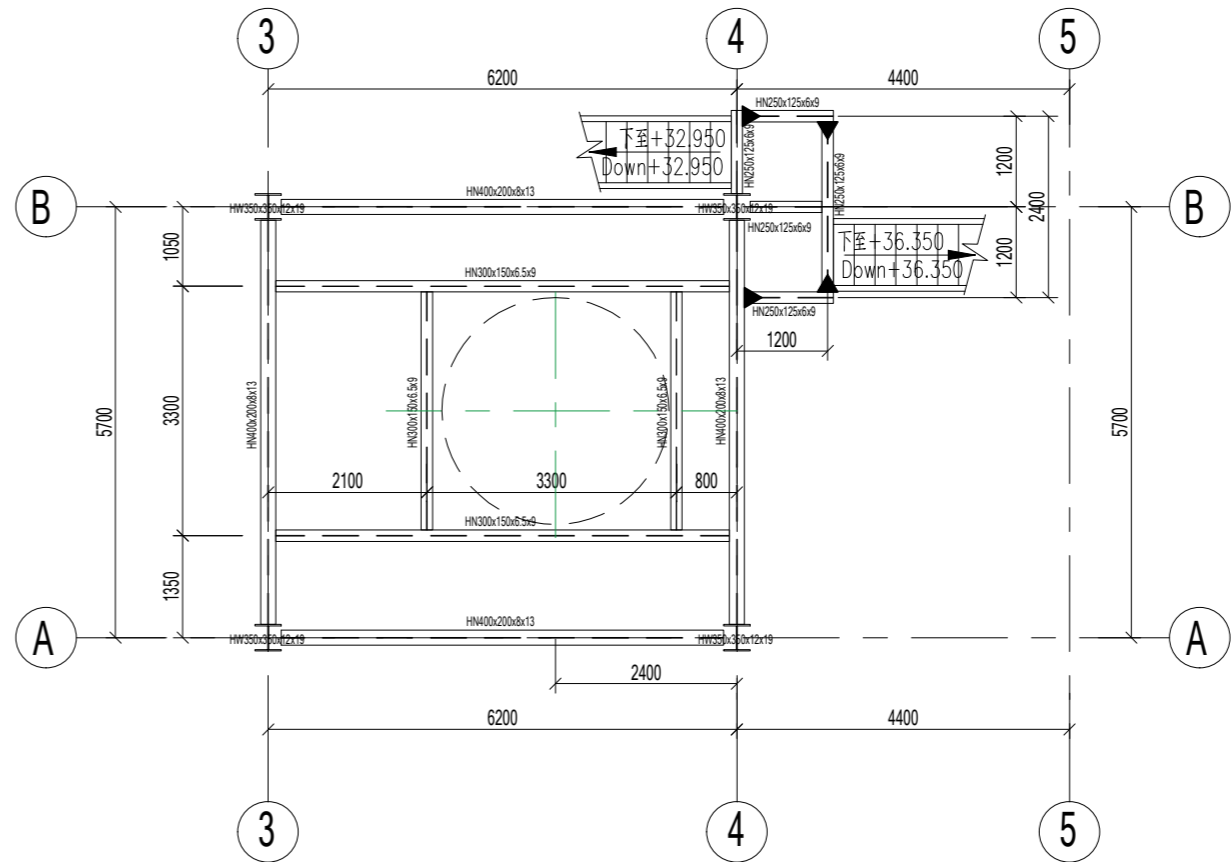 3
4
5
6200
4400
HN250x125x6x9
下至+32.950
Down+32.950
HN250x125x6x9
HN250x125x6x9
1200
2400
1200
B
HN400x200x8x13
B
HW350x350x12x19
HW350x350x12x19
HN250x125x6x9
下至+36.350
Down+36.350
1050
HN300x150x6.5x9
HN250x125x6x9
1200
5700
3300
HN400x200x8x13
HN300x150x6.5x9
HN300x150x6.5x9
HN400x200x8x13
5700
2100
3300
800
HN300x150x6.5x9
1350
HN400x200x8x13
A
HW350x350x12x19
HW350x350x12x19
A
2400
6200
4400
3
4
5